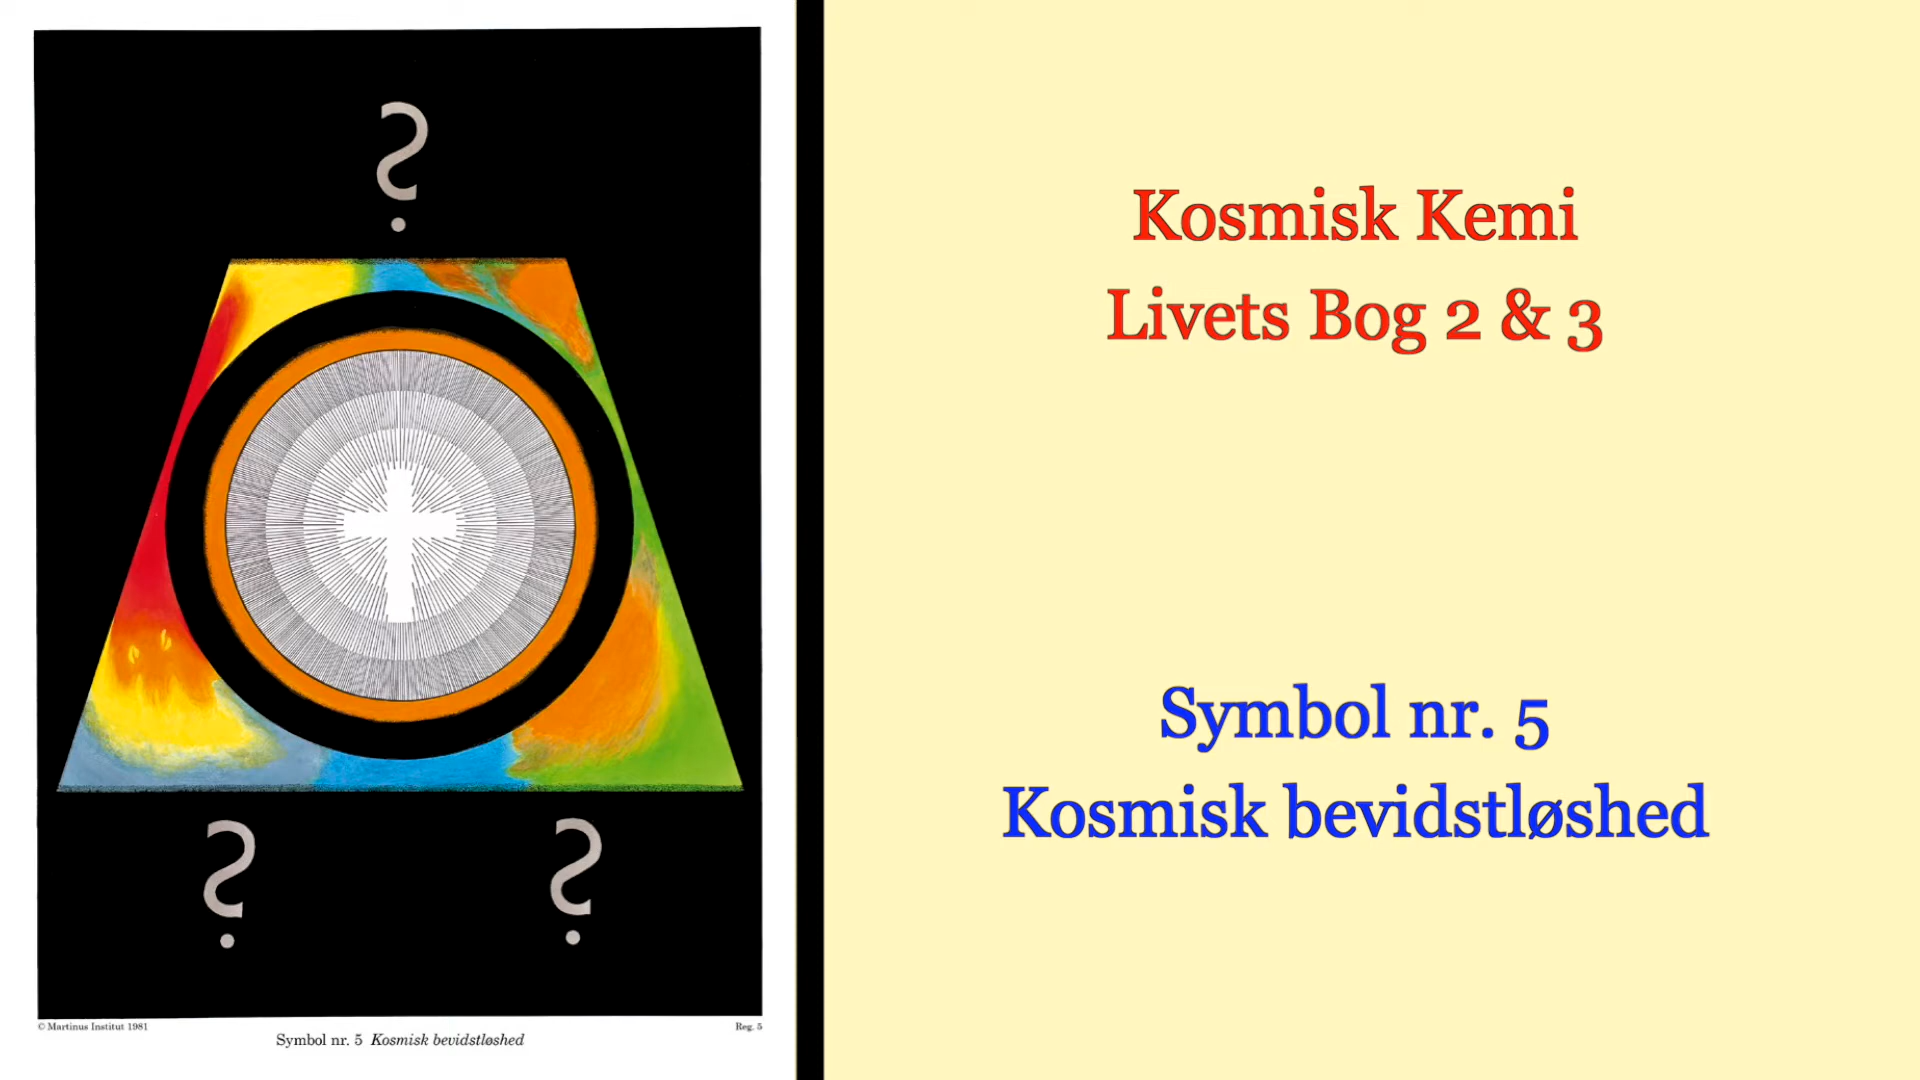 ?
? ?
© Martinus Institut 1981
Reg. 5
Symbol nr. 5 Kosmisk bevidstløshed
Kosmisk Kemi
Livets Bog 2 & 3
Symbol nr. 5
Kosmisk bevidstløshed